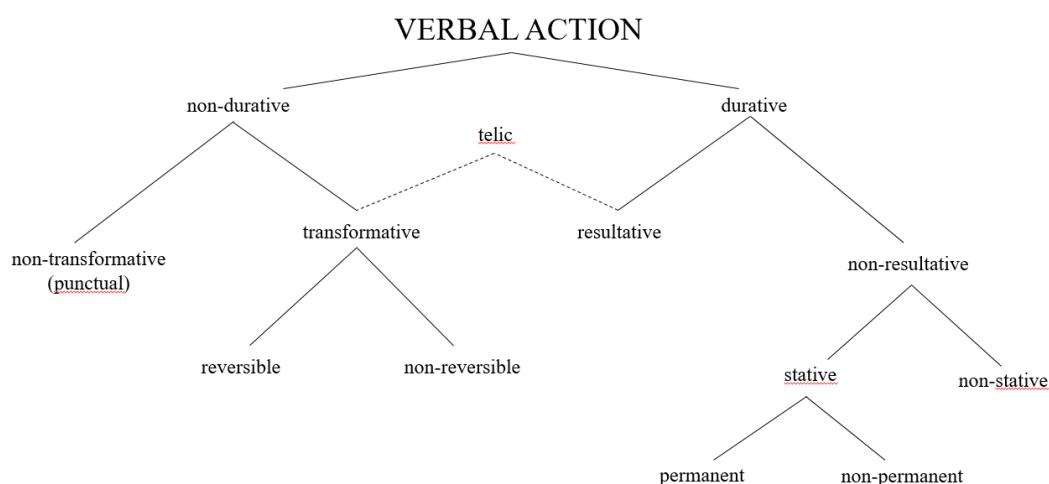 VERBAL ACTION
non-durative
durative
telic
transformative
resultative
non-transformative
(punctual)
non-resultative
reversible
non-reversible
stative
non-stative
permanent
non-permanent